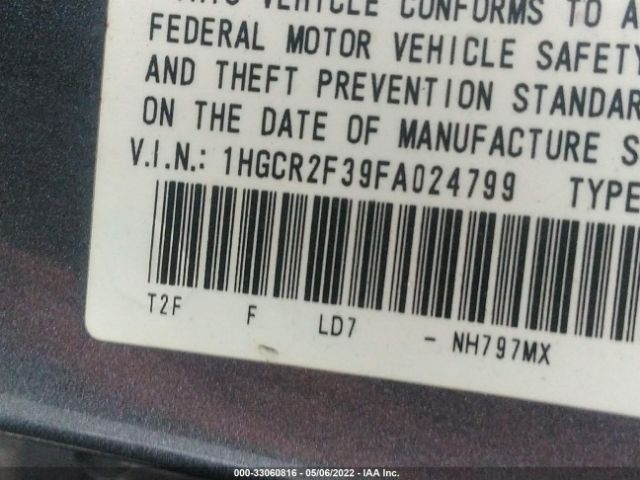 VEHICLE CONFORMS TO A
FEDERAL MOTOR VEHICLE SAFETY
AND THEFT PREVENTION STANDAR
ON THE DATE OF MANUFACTURE S
V.I.N.: 1HGCR2F39FA024799 TYPE
T2F F LD7 - NH797MX
000-33060816 - 05/06/2022 - IAA Inc.